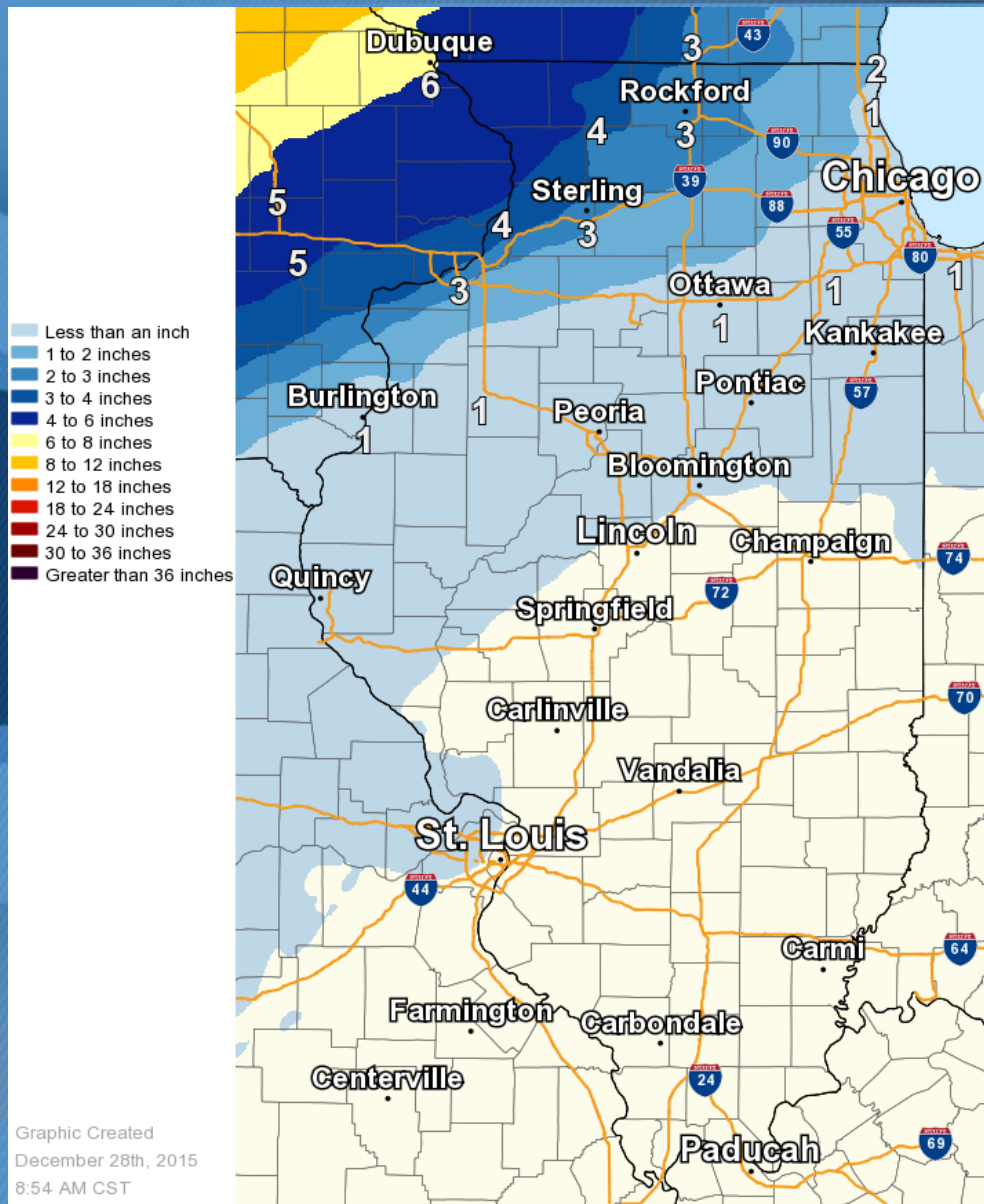 Dubuque
6
3
43
2
Rockford
1
4
3
90
Chicago
39
Sterling
88
5
4
3
55
80
5
3
Ottawa
1
1
1
Kankakee
Less than an inch
1 to 2 inches
2 to 3 inches
3 to 4 inches
4 to 6 inches
6 to 8 inches
8 to 12 inches
12 to 18 inches
18 to 24 inches
24 to 30 inches
30 to 36 inches
Greater than 36 inches
Burlington
1
1
Peoria
Pontiac
57
Bloomington
Lincoln
Champaign
74
Quincy
72
Springfield
70
Carlinville
Vandalia
St. Louis
44
Carmi
64
Farmington
Carbondale
Centerville
24
Paducah
69
Graphic Created
December 28th, 2015
8:54 AM CST